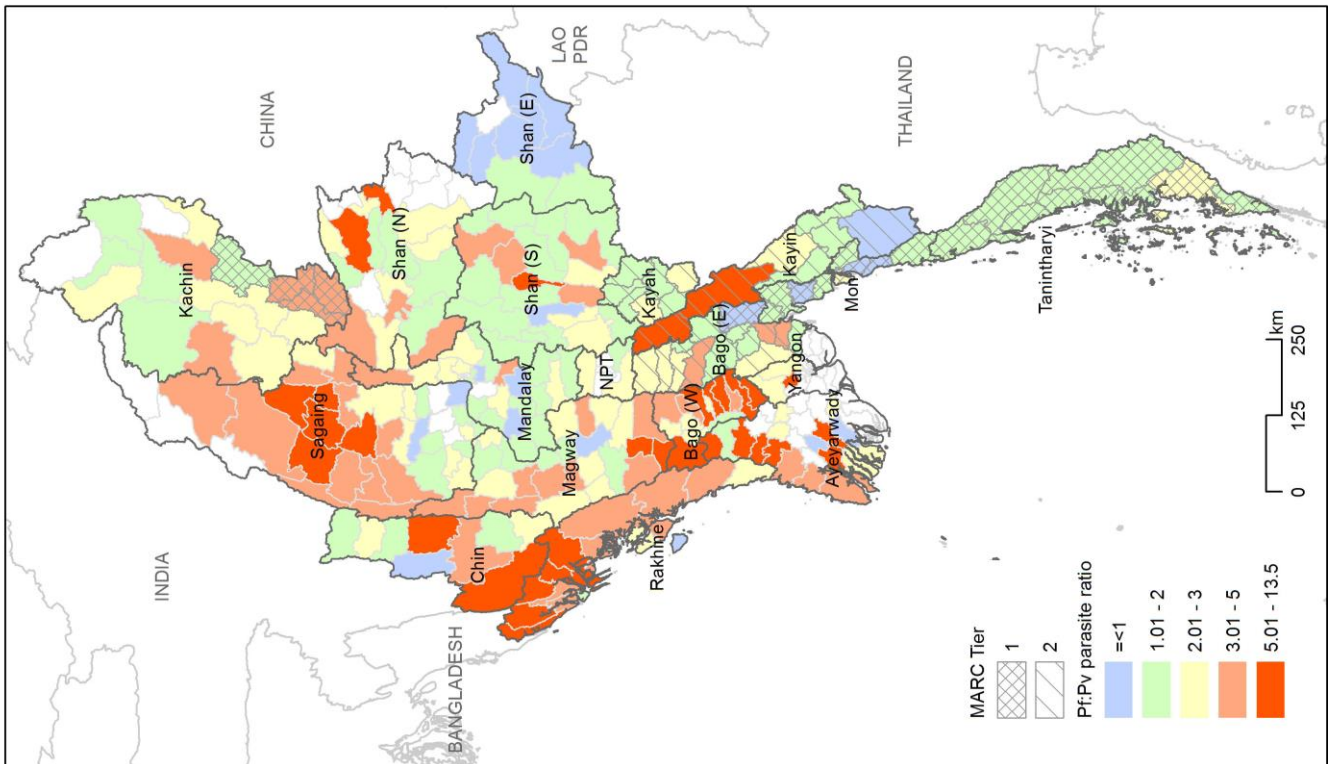 INDIA
CHINA
BANGLADESH
LAO
PDR
THAILAND
Kachin
Sagaing
Shan (N)
Chin
Mandalay
Shan (S)
Shan (E)
Magway
NPT
Kayah
Rakhine
Bago (W)
Bago (E)
Kayin
Yangon
Mon
Ayeyarwady
Tanintharyi
MARC Tier
1
2
Pf:Pv parasite ratio
=<1
1.01 - 2
2.01 - 3
3.01 - 5
5.01 - 13.5
0 125 250
km